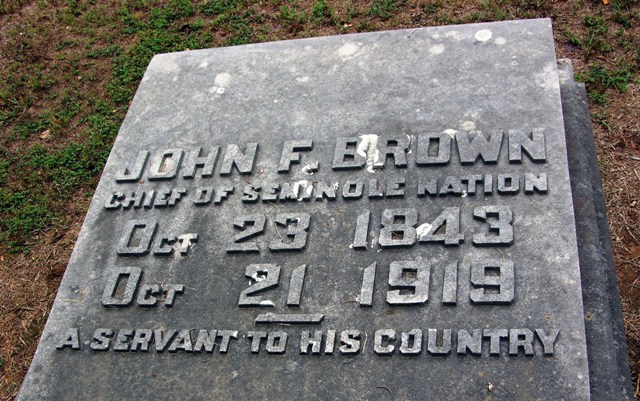 JOHN F. BROWN
CHIEF OF SEMINOLE NATION
OCT 23 1843
OCT 21 1919
A SERVANT TO HIS COUNTRY